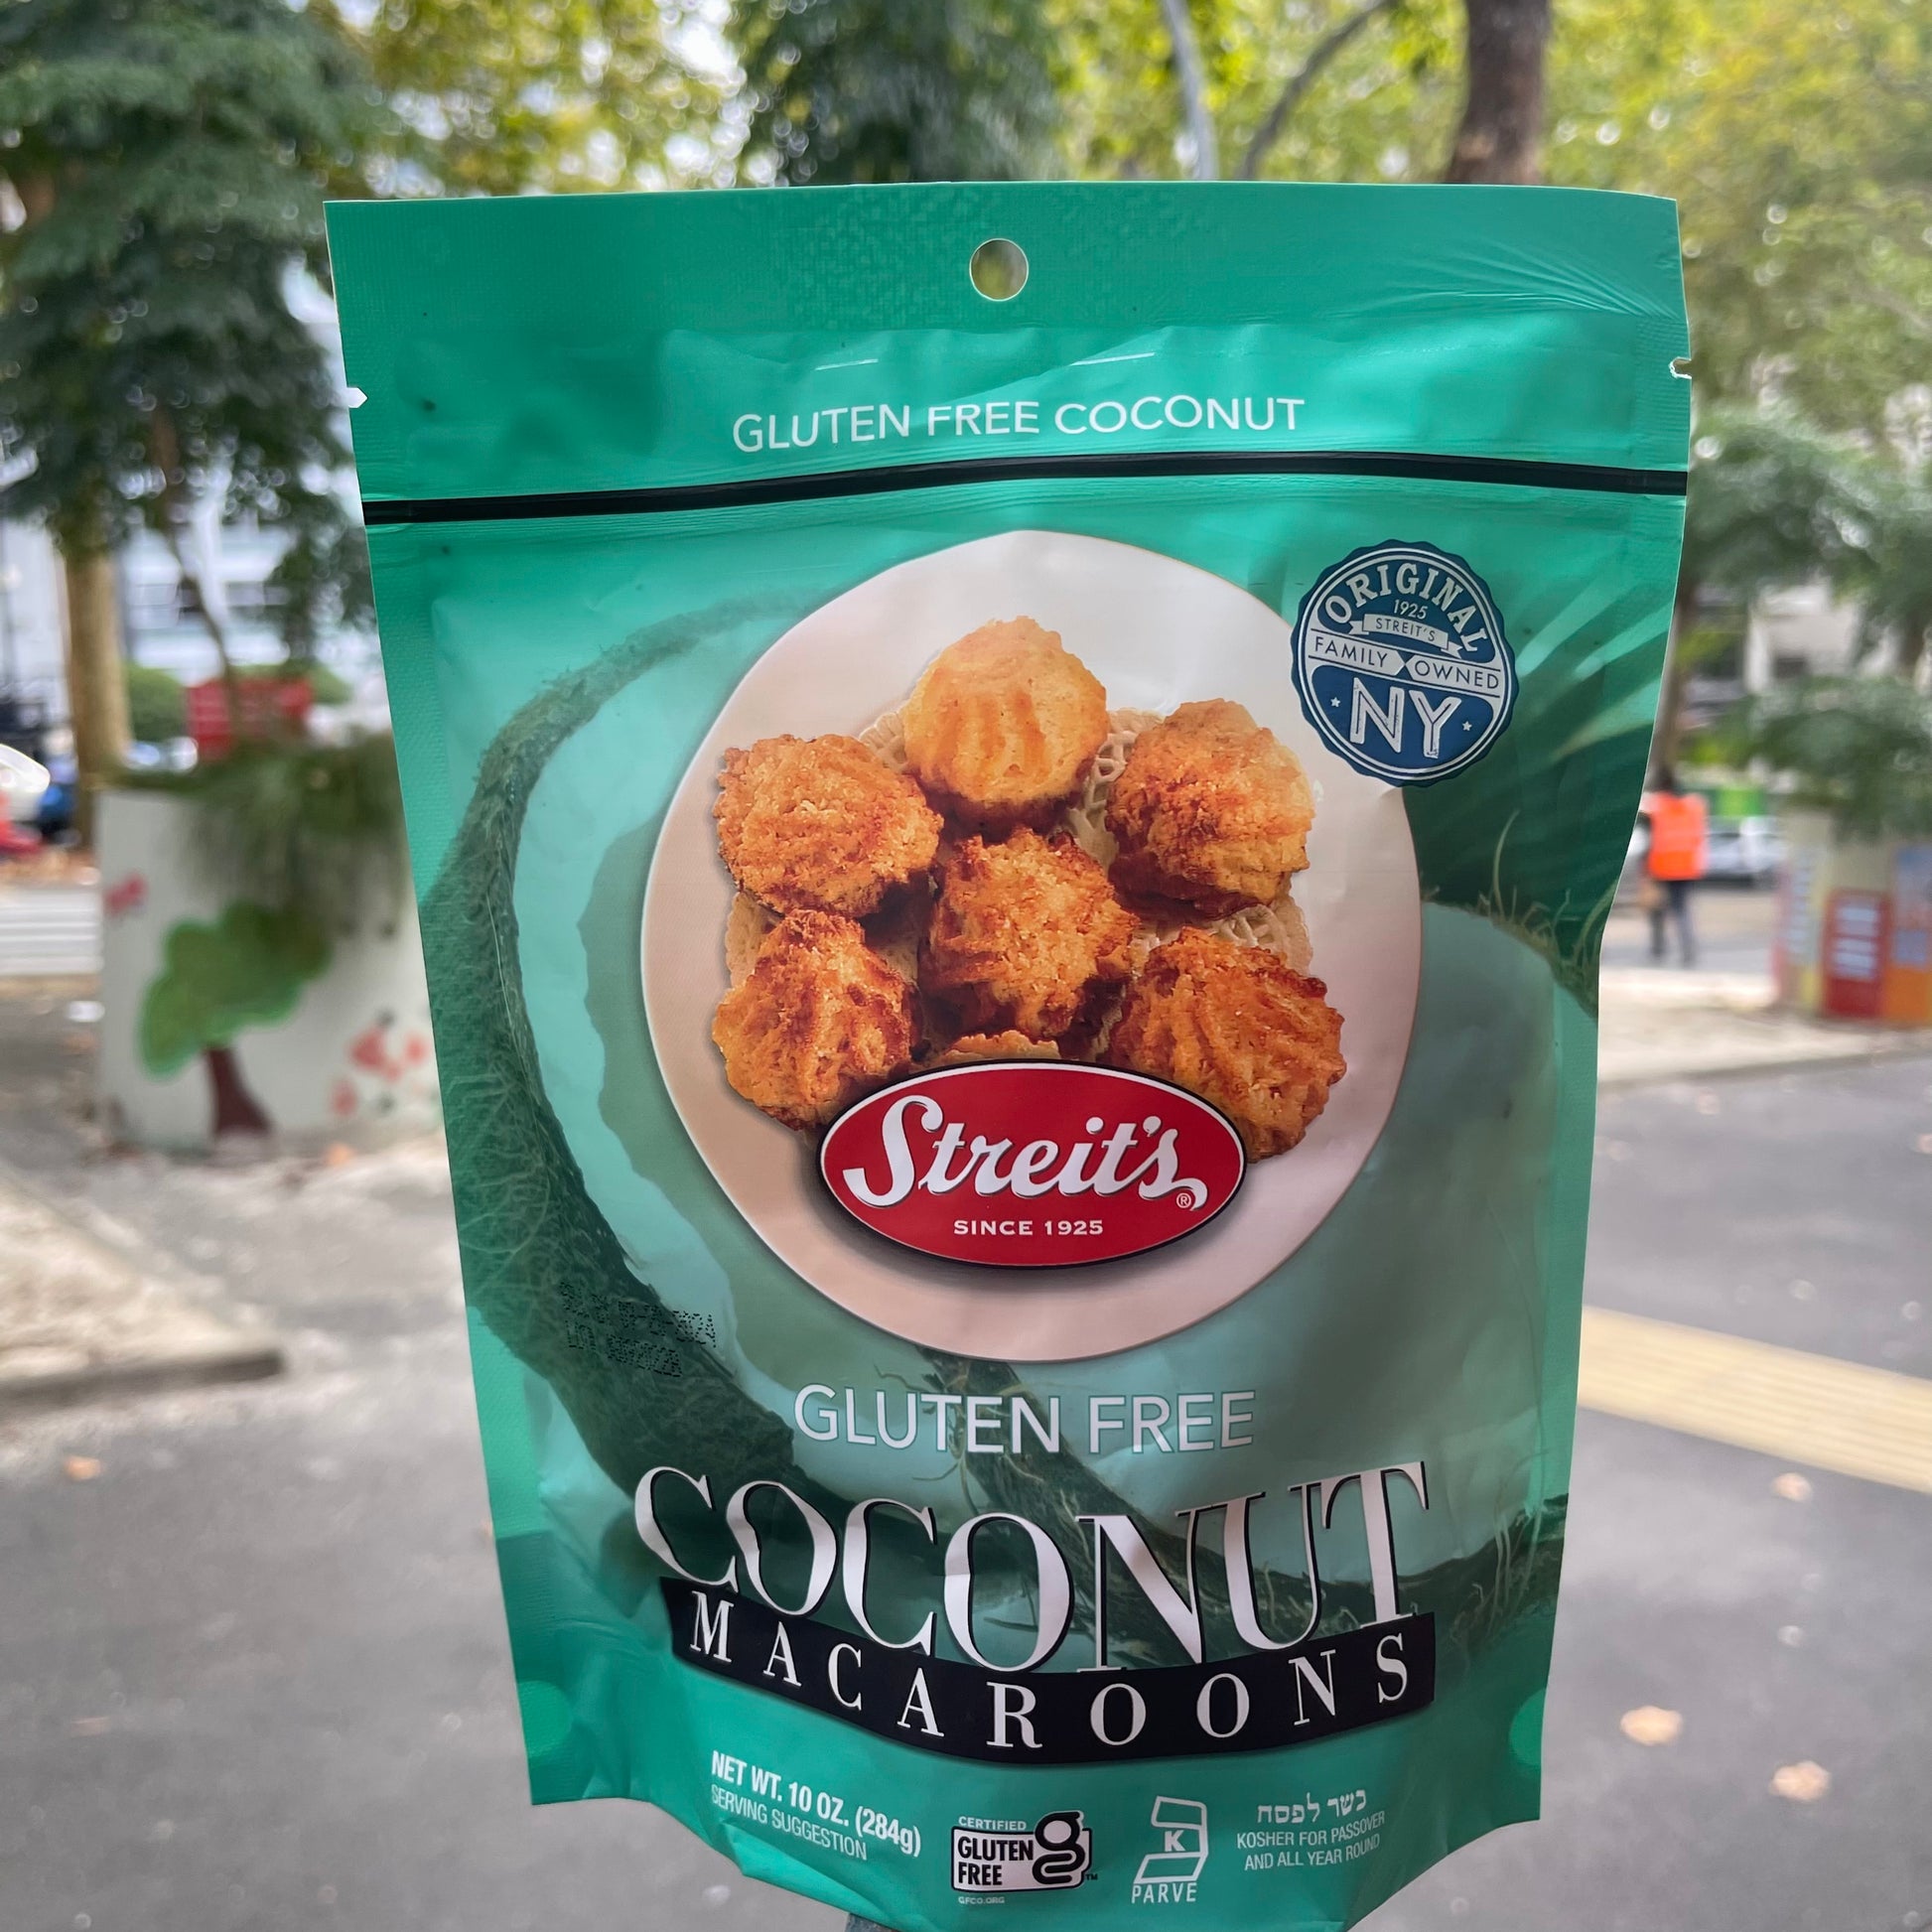 GLUTEN FREE COCONUT
ORIGINAL
1925
STREIT'S
FAMILY OWNED
NY
Streit's®
SINCE 1925
GLUTEN FREE
COCONUT
MACAROONS
NET WT. 10 OZ. (284g)
SERVING SUGGESTION
CERTIFIED
GLUTEN
FREE
TM
GFCO.ORG
K
PARVE
כשר לפסח
KOSHER FOR PASSOVER
AND ALL YEAR ROUND